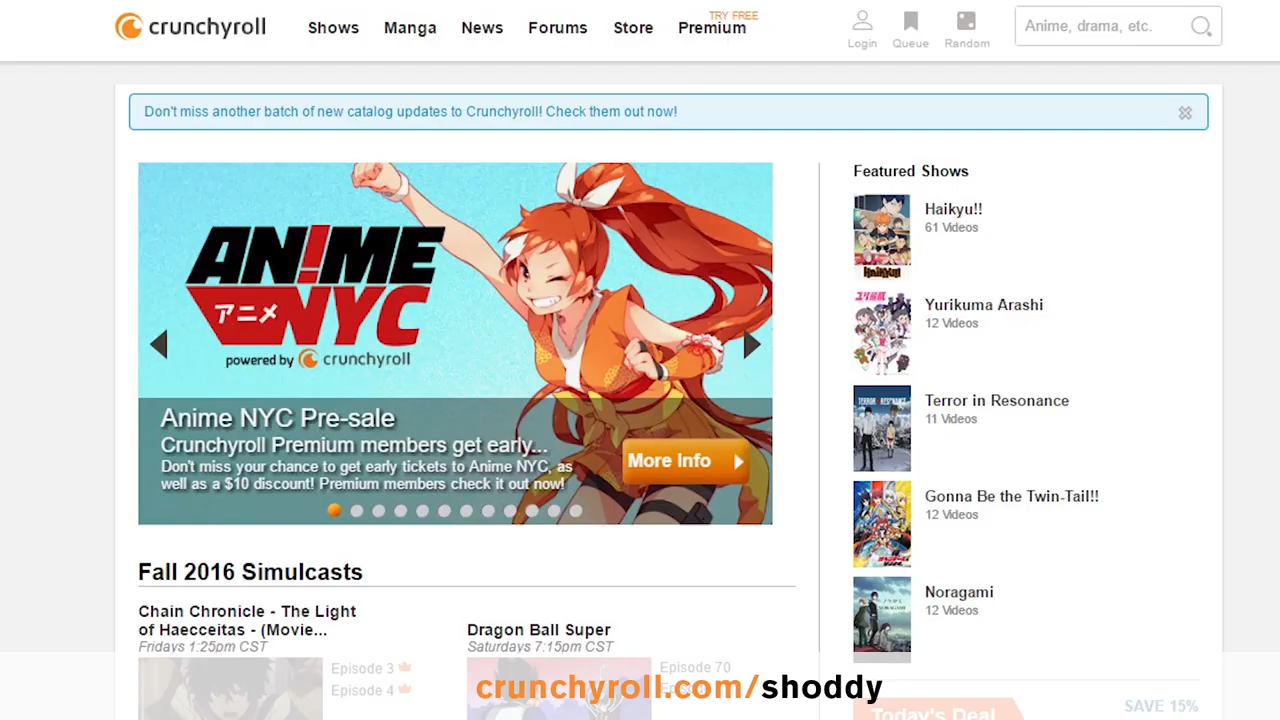 crunchyroll
Shows
Manga
News
Forums
Store
TRY FREE
Premium
Login
Queue
Random
Anime, drama, etc.
Don't miss another batch of new catalog updates to Crunchyroll! Check them out now!
AN!ME
アニメ NYC
powered by crunchyroll
Anime NYC Pre-sale
Crunchyroll Premium members get early...
Don't miss your chance to get early tickets to Anime NYC, as
well as a $10 discount! Premium members check it out now!
More Info
Featured Shows
Haikyu!!
61 Videos
Yurikuma Arashi
12 Videos
Terror in Resonance
11 Videos
Gonna Be the Twin-Tail!!
12 Videos
Noragami
12 Videos
Fall 2016 Simulcasts
Chain Chronicle - The Light
of Haecceitas - (Movie...
Fridays 1:25pm CST
Episode 3
Episode 4
Dragon Ball Super
Saturdays 7:15pm CST
Episode 70
Today's Deal
SAVE 15%
crunchyroll.com/shoddy